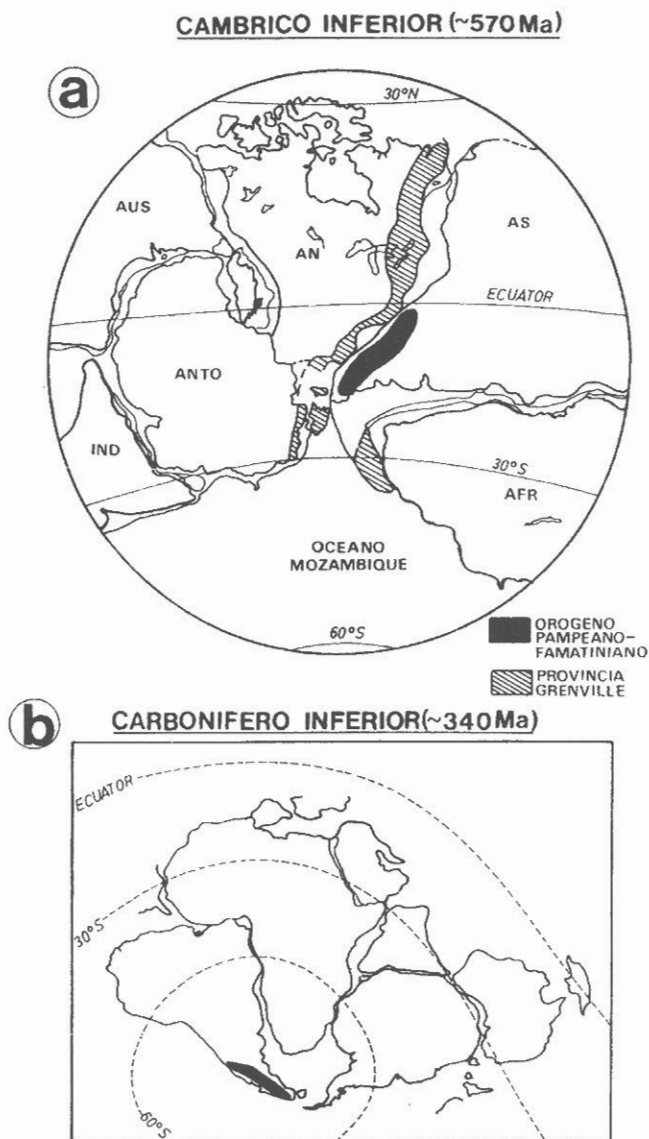 CAMBRICO INFERIOR (~570 Ma)
a
30°N
AUS
AN
AS
ECUATOR
ANTO
IND
30°S
AFR
OCEANO
MOZAMBIQUE
60°S
OROGENO
PAMPEANO-
FAMATINIANO
PROVINCIA
GRENVILLE
b
CARBONIFERO INFERIOR (~340 Ma)
ECUATOR
30°S
60°S